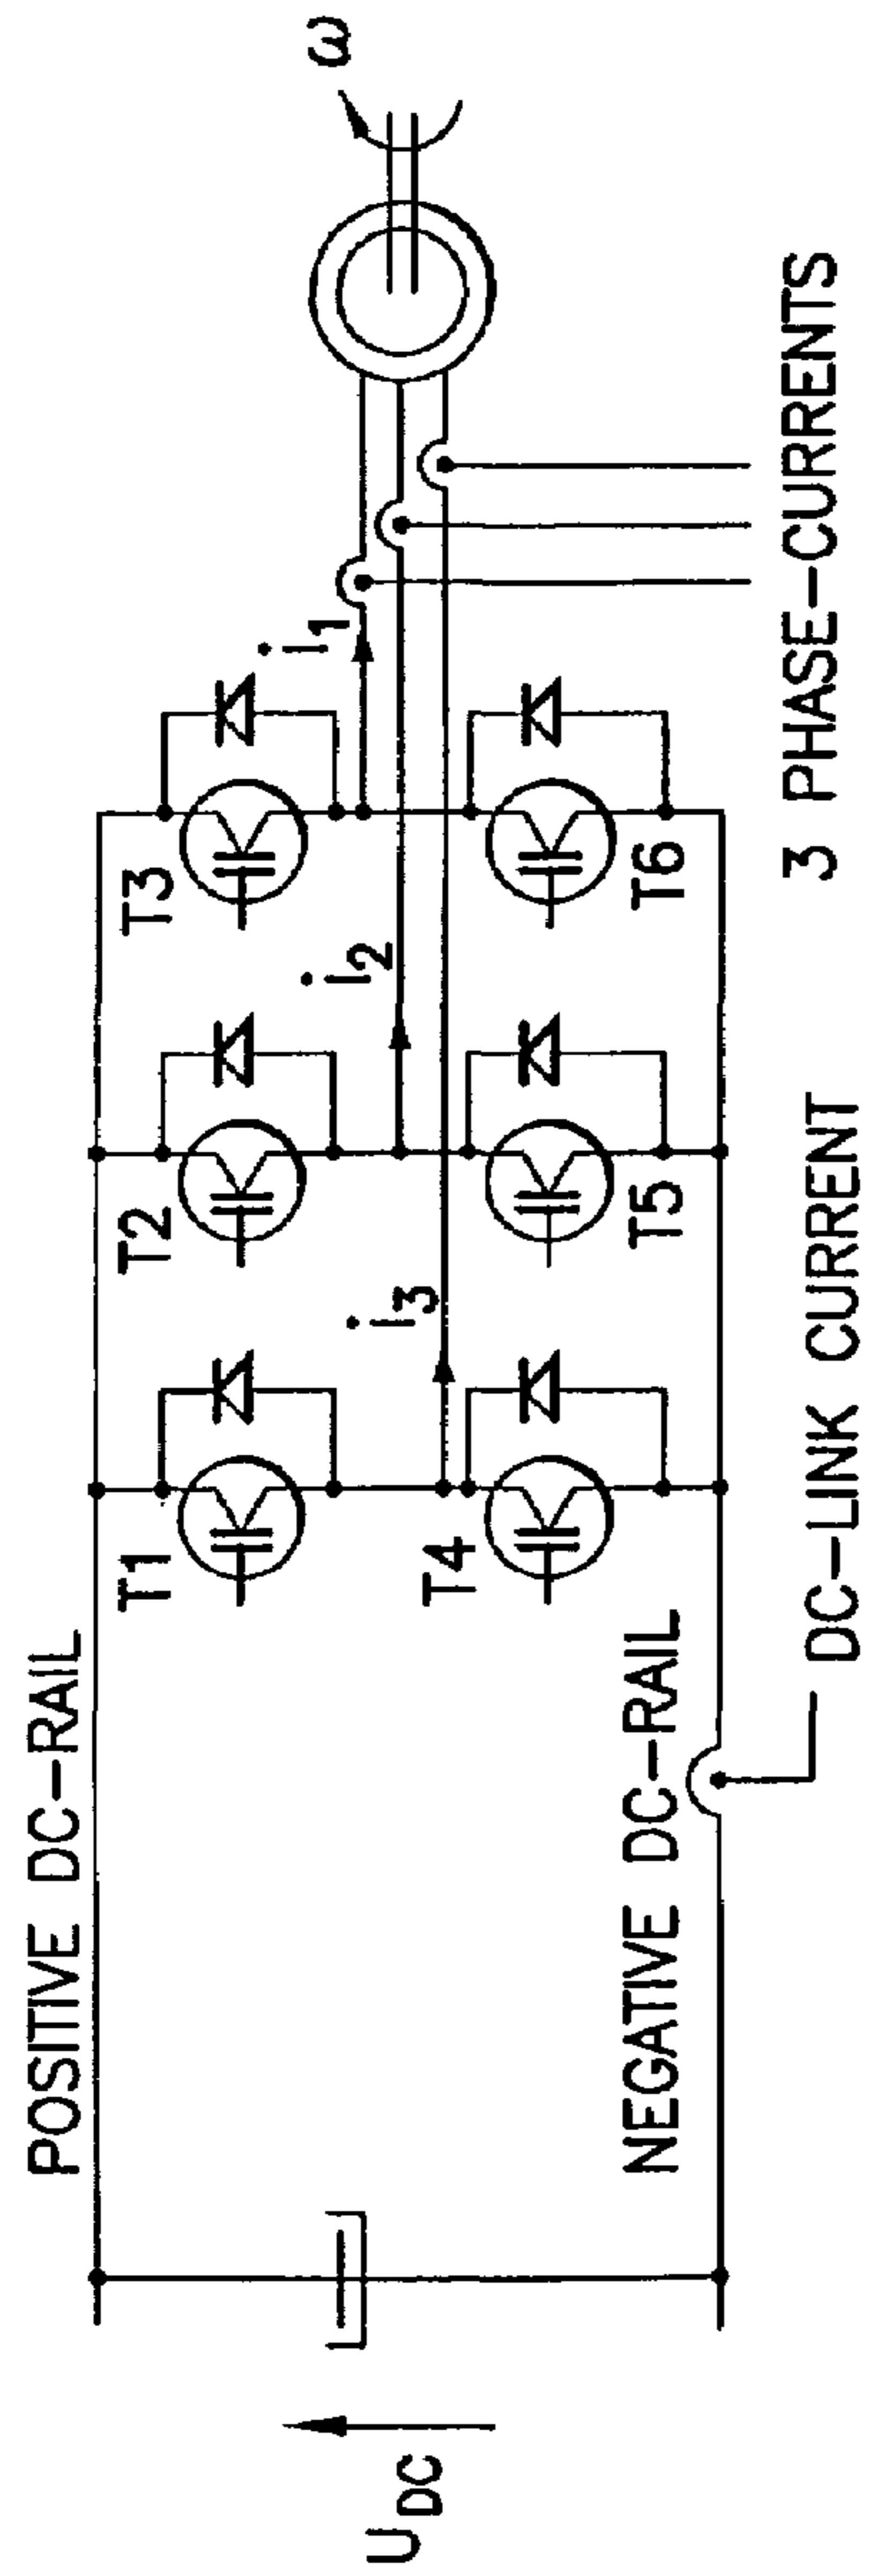 POSITIVE DC-RAIL
T1
T2
T3
i1
i2
i3
ω
UDC
T4
T5
T6
NEGATIVE DC-RAIL
DC-LINK CURRENT
3 PHASE-CURRENTS